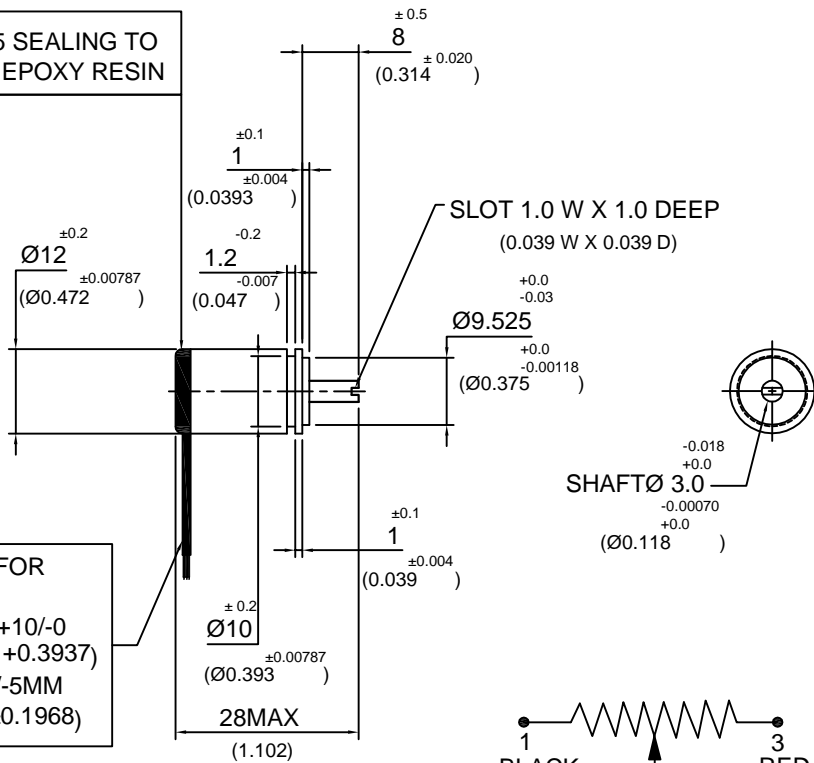 5 SEALING TO
EPOXY RESIN
± 0.5
8
± 0.020
(0.314 )
±0.1
1
±0.004
(0.0393 )
SLOT 1.0 W X 1.0 DEEP
(0.039 W X 0.039 D)
±0.2
Ø12
±0.00787
(Ø0.472 )
-0.2
1.2
-0.007
(0.047 )
+0.0
-0.03
Ø9.525
+0.0
-0.00118
(Ø0.375 )
-0.018
+0.0
SHAFTØ 3.0
-0.00070
+0.0
(Ø0.118 )
±0.1
1
±0.004
(0.039 )
FOR
+10/-0
+0.3937)
/-5MM
±0.1968)
± 0.2
Ø10
±0.00787
(Ø0.393 )
28MAX
(1.102)
1
3
BLACK
RED